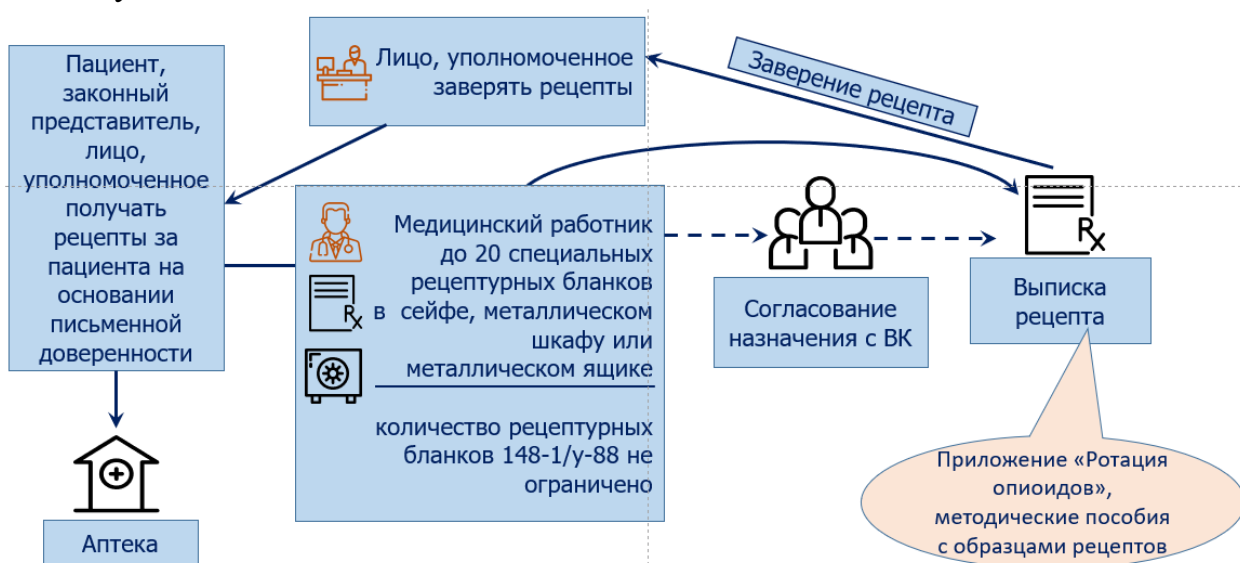 Пациент,
законный
представитель,
лицо,
уполномоченное
получать
рецепты за
пациента на
основании
письменной
доверенности
Аптека
Лицо, уполномоченное
заверять рецепты
Заверение рецепта
Медицинский работник
до 20 специальных
рецептурных бланков
в сейфе, металлическом
шкафу или
металлическом ящике
количество рецептурных
бланков 148-1/у-88 не
ограничено
Rx
Согласование
назначения с ВК
Rx
Выписка
рецепта
Приложение «Ротация
опиоидов»,
методические пособия
с образцами рецептов